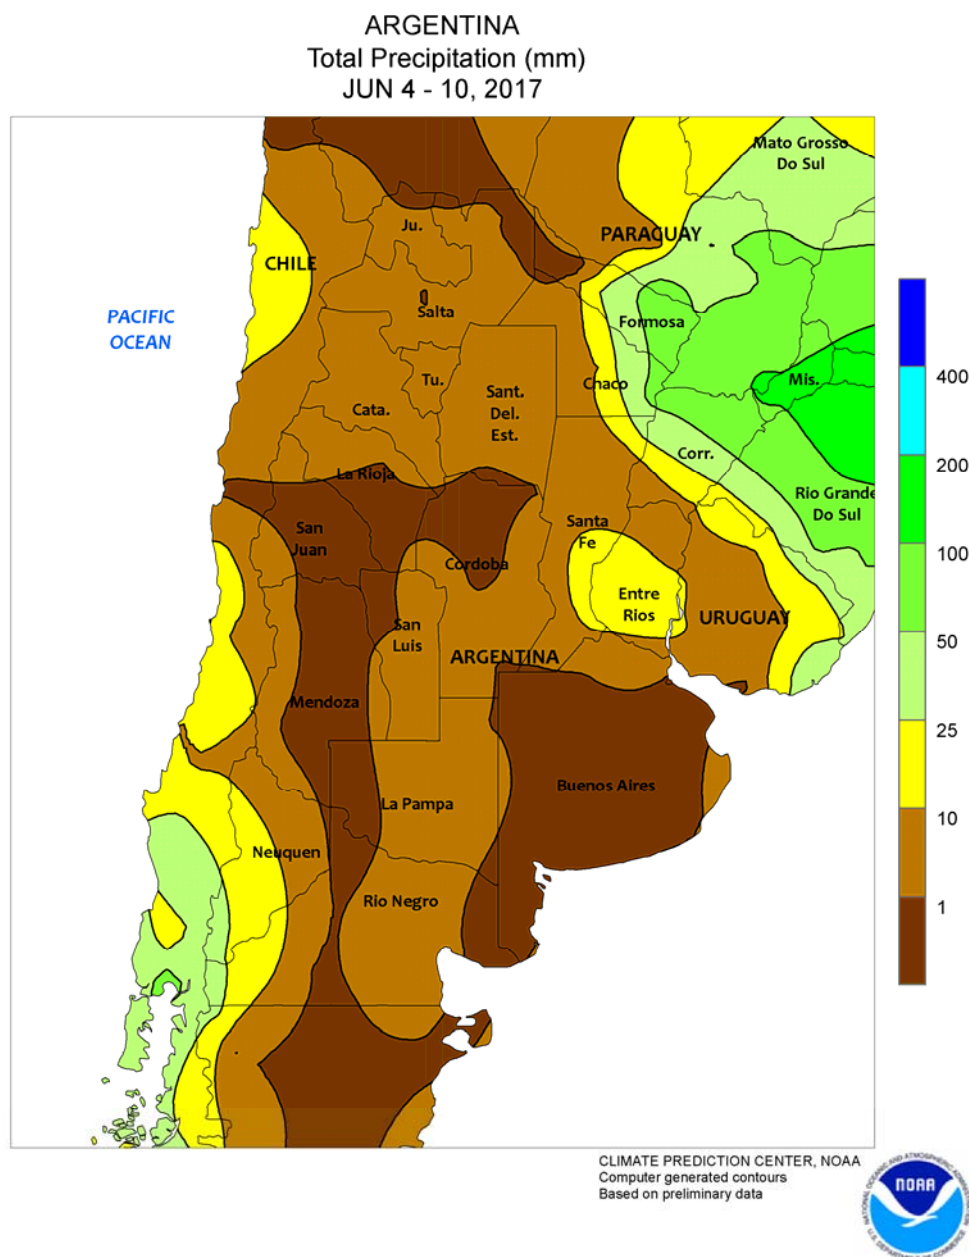 ARGENTINA
Total Precipitation (mm)
JUN 4 - 10, 2017
Mato Grosso
Do Sul
Ju.
PARAGUAY
CHILE
PACIFIC
OCEAN
Salta
Formosa
Tu.
Chaco
Mis.
Cata.
Sant.
Del.
Est.
Corr.
La Rioja
Rio Grande
Do Sul
San
Juan
Santa
Fe
Cordoba
Entre
Rios
URUGUAY
San
Luis
ARGENTINA
Mendoza
Buenos Aires
La Pampa
Neuquen
Rio Negro
400
200
100
50
25
10
1
CLIMATE PREDICTION CENTER, NOAA
Computer generated contours
Based on preliminary data
NOAA